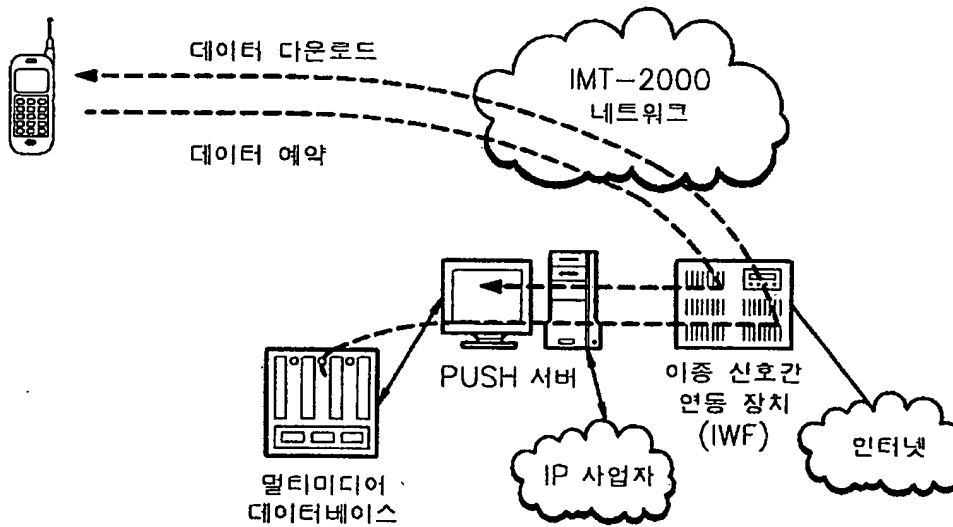 데이터 다운로드
IMT-2000
네트워크
데이터 예약
PUSH 서버
이종 신호간
연동 장치
(IWF)
IP 사업자
인터넷
멀티미디어
데이터베이스